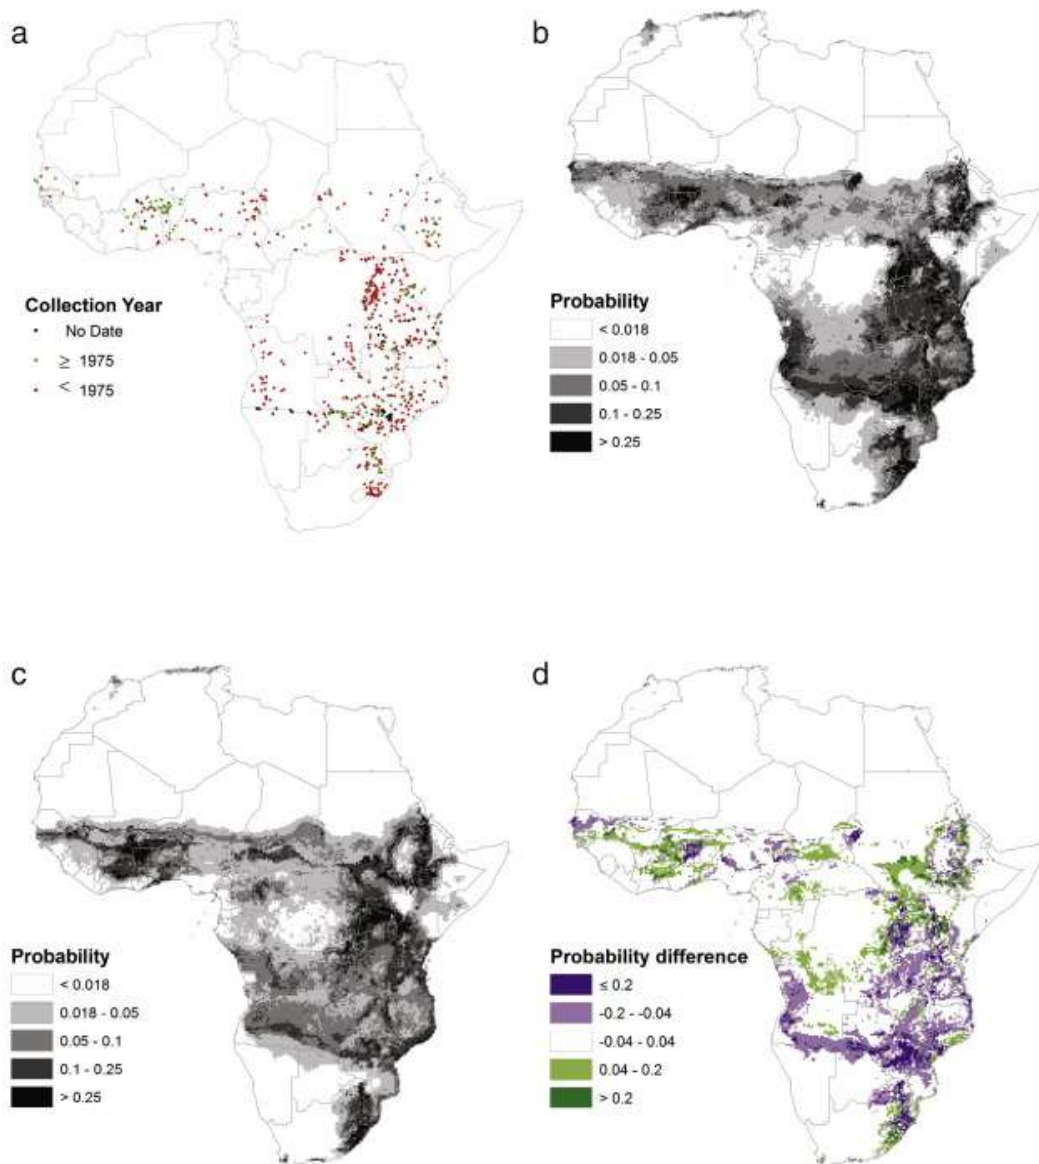 a
Collection Year
No Date
≥ 1975
< 1975
b
Probability
< 0.018
0.018 - 0.05
0.05 - 0.1
0.1 - 0.25
> 0.25
c
Probability
< 0.018
0.018 - 0.05
0.05 - 0.1
0.1 - 0.25
> 0.25
d
Probability difference
≤ 0.2
-0.2 - -0.04
-0.04 - 0.04
0.04 - 0.2
> 0.2